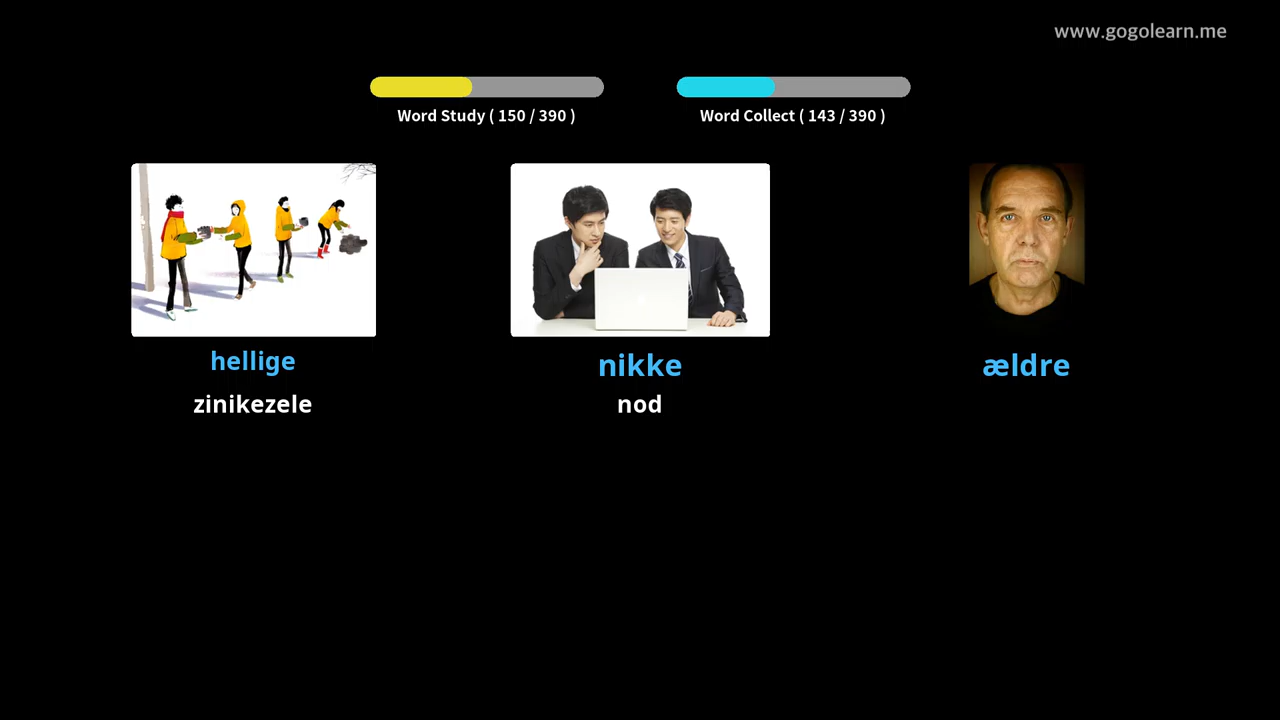 www.gogolearn.me
Word Study ( 150 / 390 )
Word Collect ( 143 / 390 )
hellige
nikke
ældre
zinikezele
nod